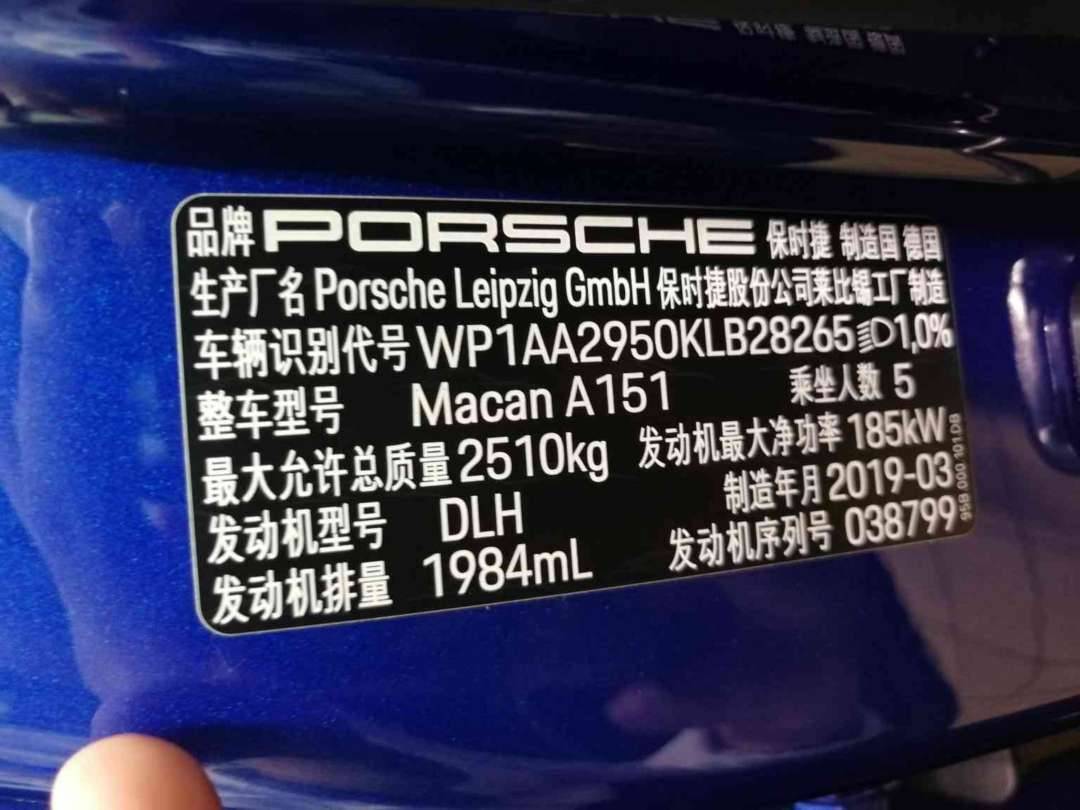 品牌 PORSCHE 保时捷 制造国 德国
生产厂名 Porsche Leipzig GmbH 保时捷股份公司莱比锡工厂制造
车辆识别代号 WP1AA2950KLB28265 1,0%
整车型号 Macan A151 乘坐人数 5
最大允许总质量 2510kg 发动机最大净功率 185kW
发动机型号 DLH 制造年月 2019-03
发动机排量 1984mL 发动机序列号 038799
95B 000 101 DB